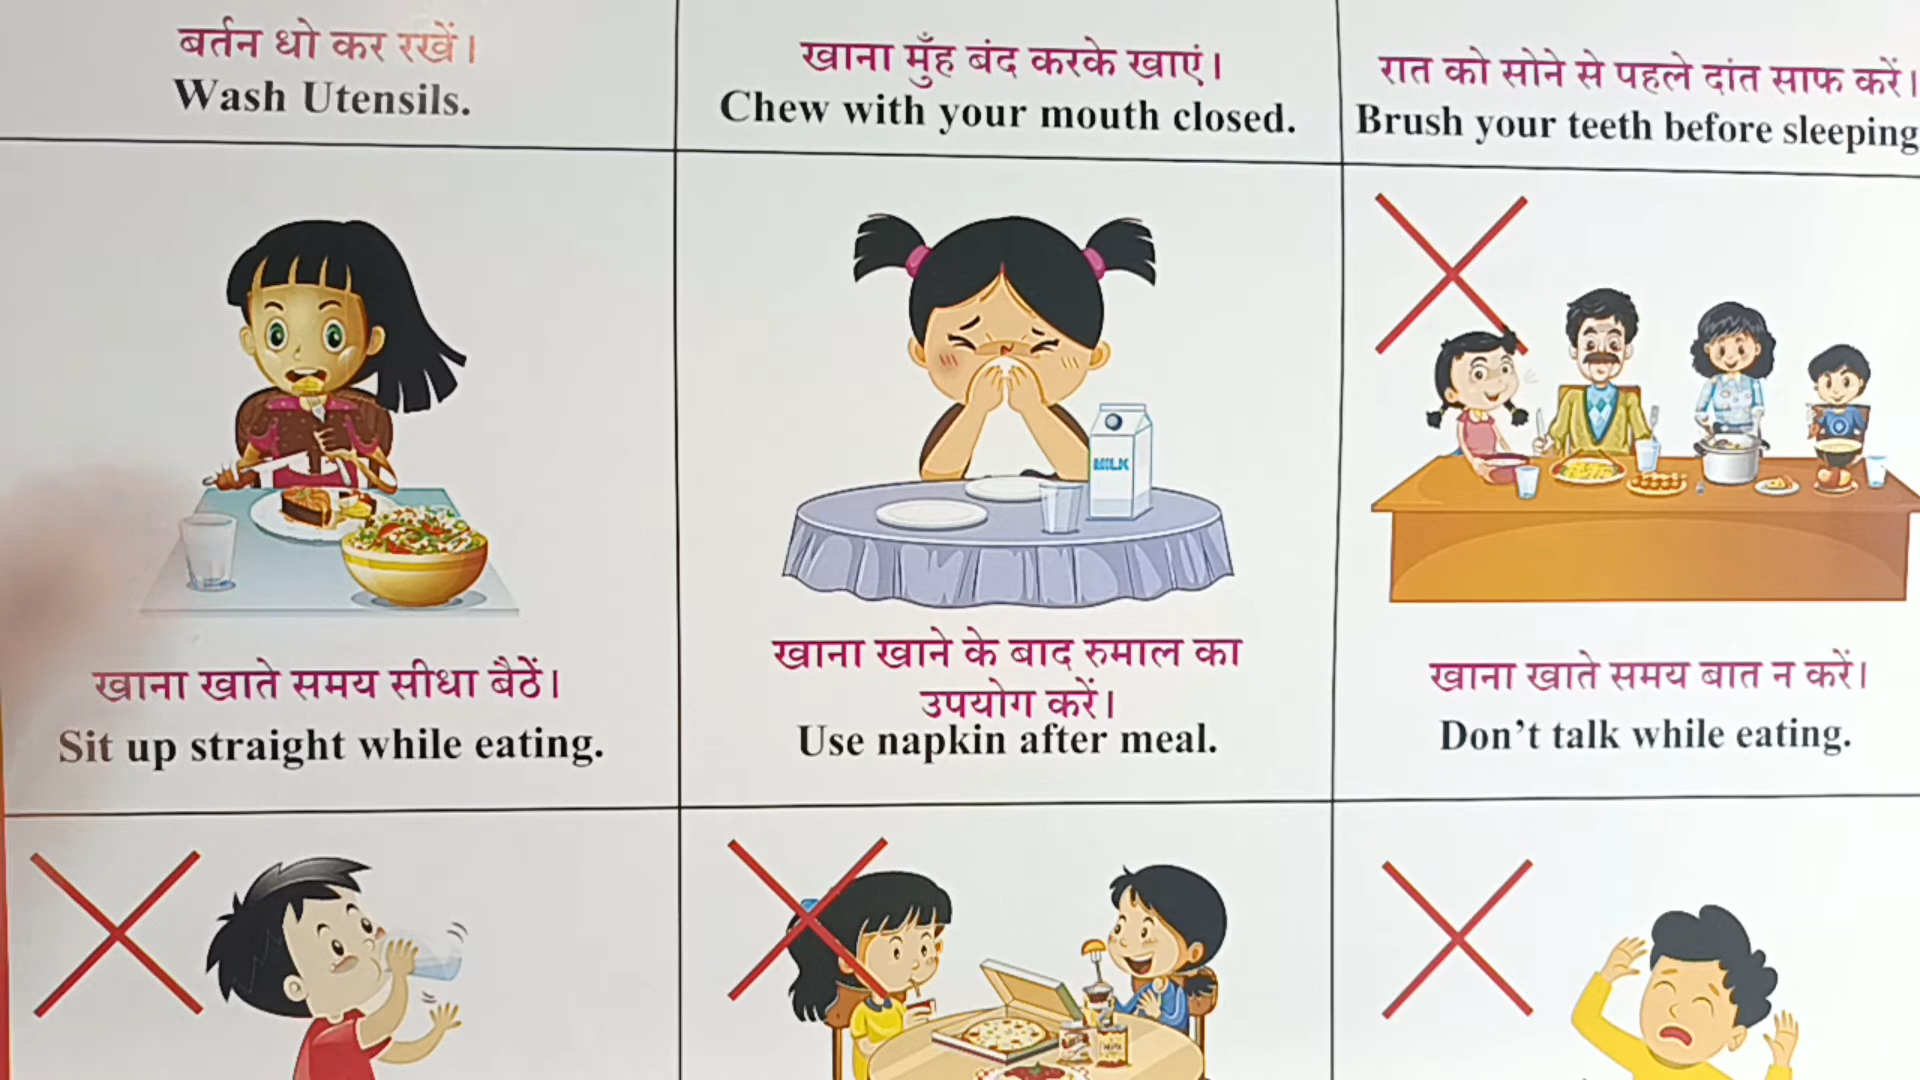 बर्तन धो कर रखें।
Wash Utensils.
खाना मुँह बंद करके खाएं।
Chew with your mouth closed.
रात को सोने से पहले दांत साफ करें।
Brush your teeth before sleeping
MILK
खाना खाते समय सीधा बैठें।
Sit up straight while eating.
खाना खाने के बाद रुमाल का
उपयोग करें।
Use napkin after meal.
खाना खाते समय बात न करें।
Don’t talk while eating.